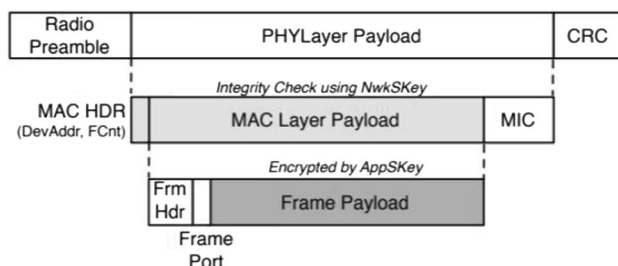 Radio
Preamble
PHYLayer Payload
CRC
Integrity Check using NwkSKey
MAC HDR
(DevAddr, FCnt)
MAC Layer Payload
MIC
Encrypted by AppSKey
Frm
Hdr
Frame Payload
Frame
Port